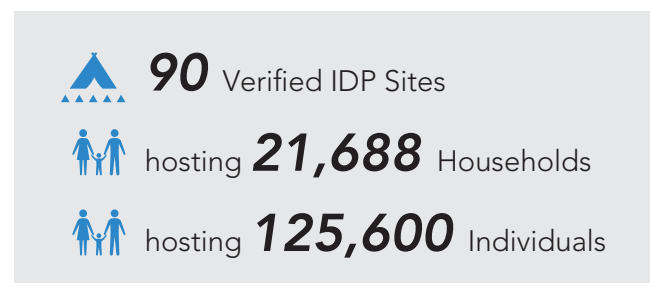 90 Verified IDP Sites
hosting 21,688 Households
hosting 125,600 Individuals